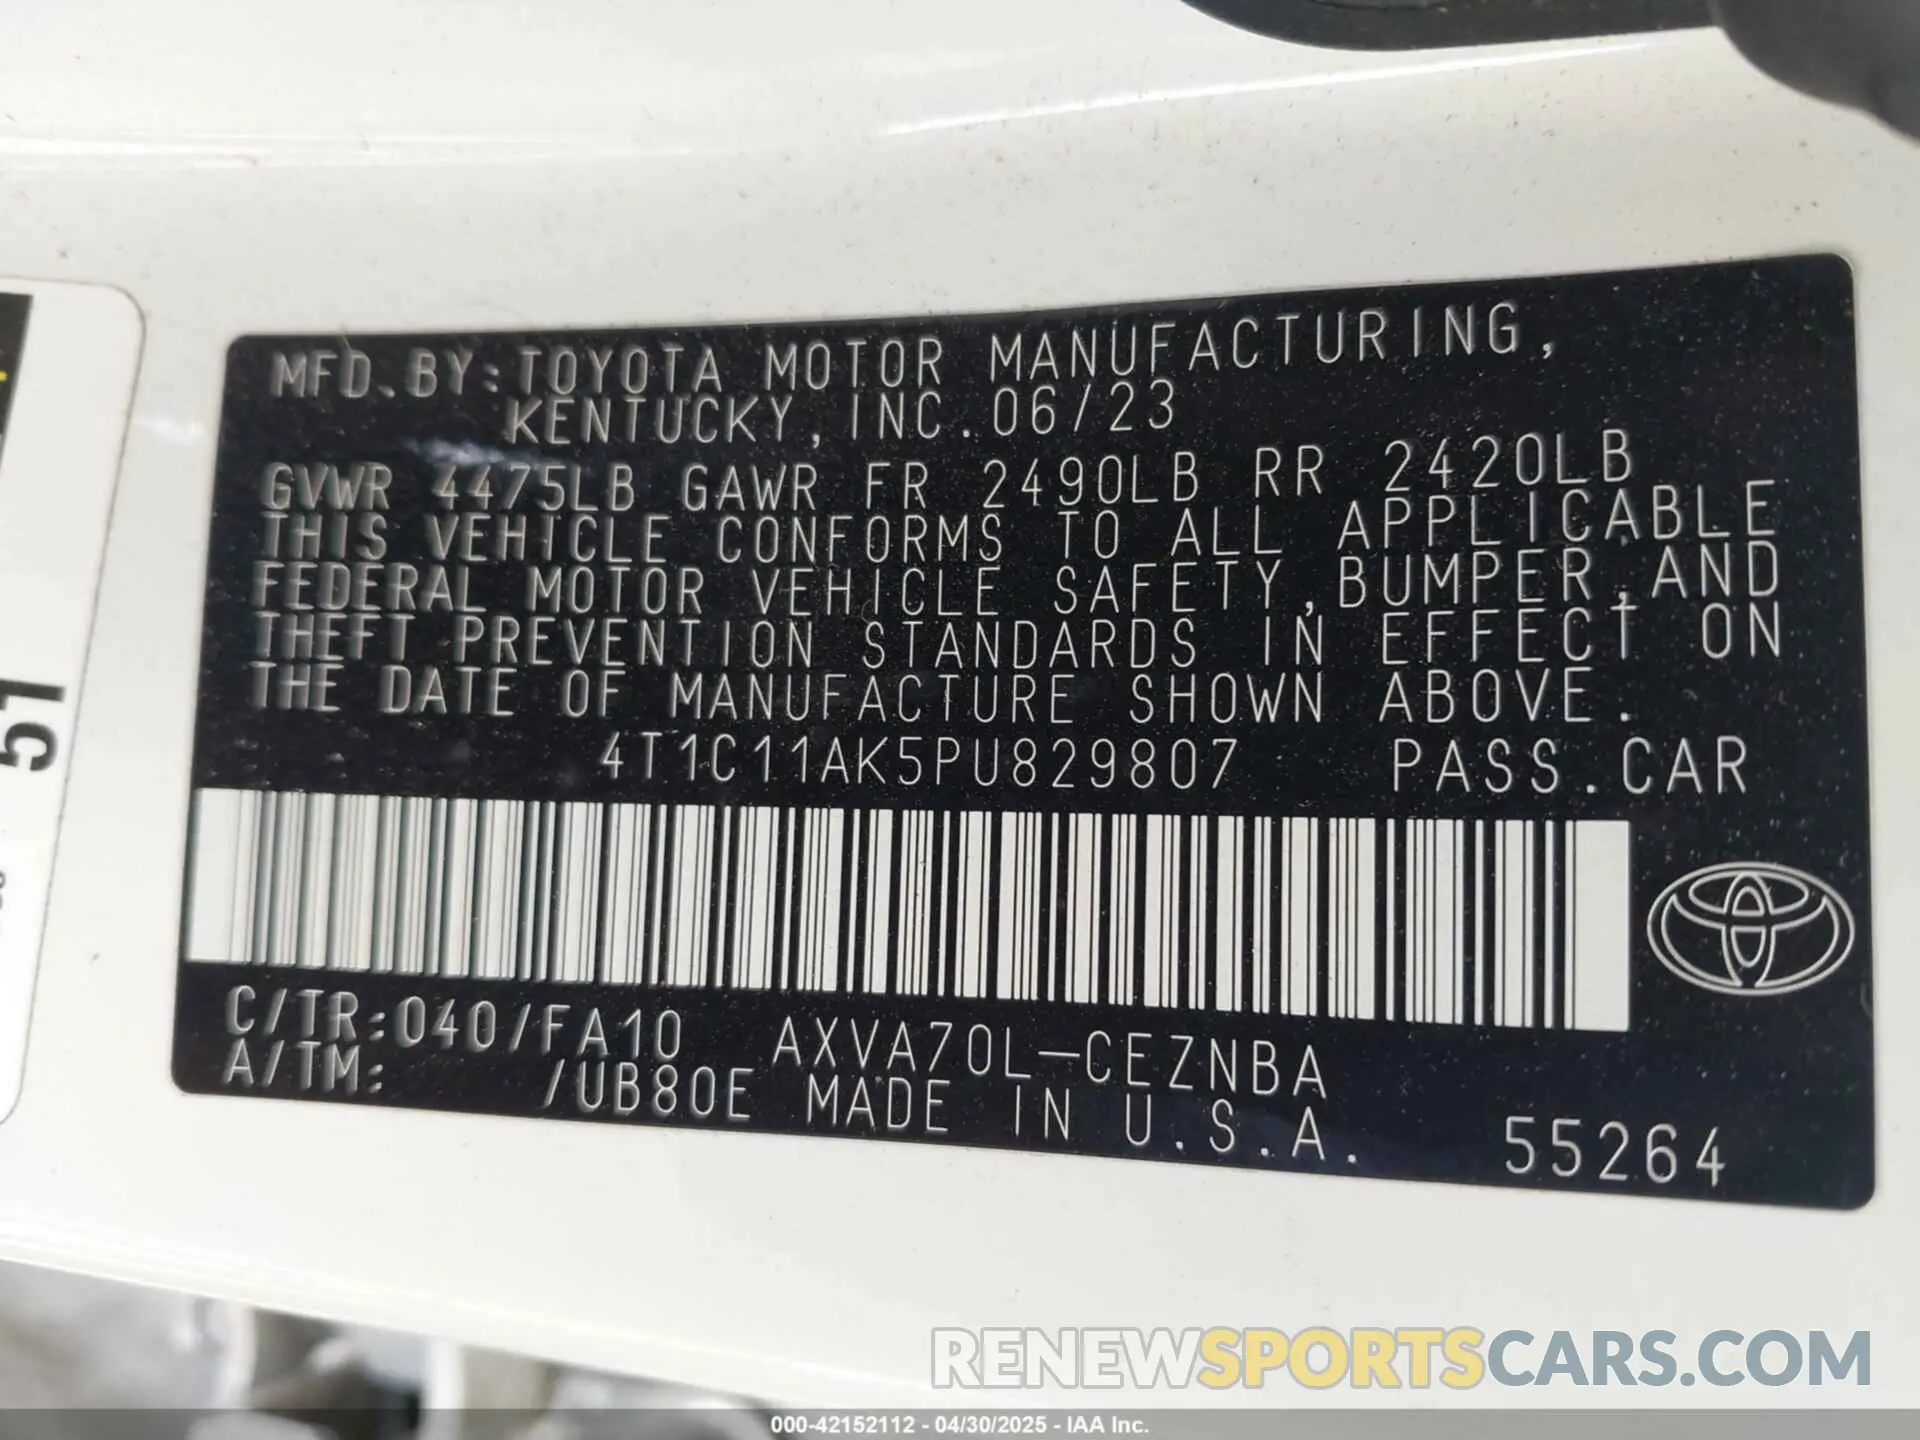 MFD. BY: TOYOTA MOTOR MANUFACTURING,
KENTUCKY, INC. 06/23
GVWR 4475LB GAWR FR 2490LB RR 2420LB
THIS VEHICLE CONFORMS TO ALL APPLICABLE
FEDERAL MOTOR VEHICLE SAFETY, BUMPER, AND
THEFT PREVENTION STANDARDS IN EFFECT ON
THE DATE OF MANUFACTURE SHOWN ABOVE.
4T1C11AK5PU829807 PASS. CAR
C/TR: 040/FA10 AXVA70L-CEZNBA
A/TM: /UB80E MADE IN U.S.A.
55264
51
RENEWSPORTSCARS.COM
000-42152112 - 04/30/2025 - IAA Inc.